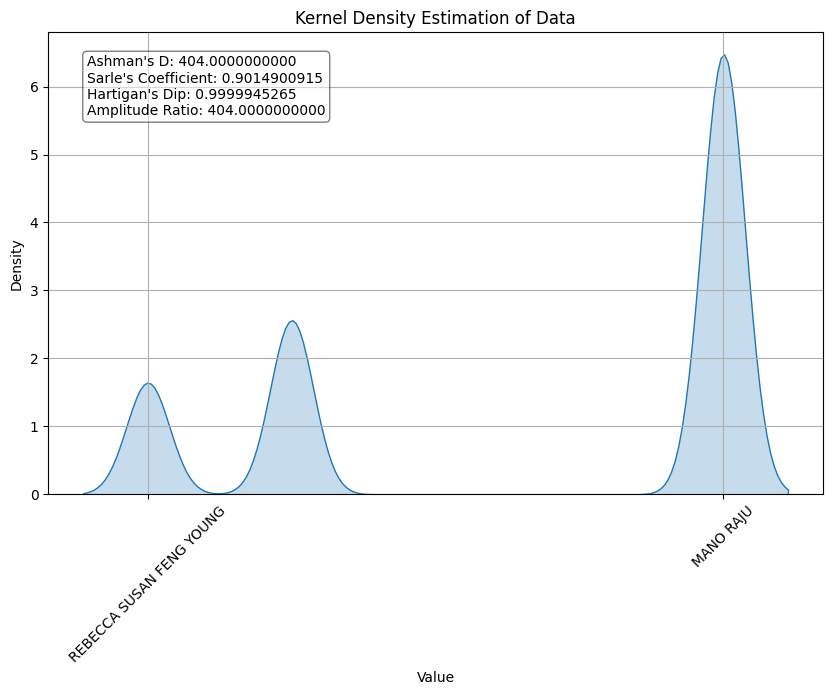 Kernel Density Estimation of Data
Ashman's D: 404.0000000000
Sarle's Coefficient: 0.9014900915
Hartigan's Dip: 0.9999945265
Amplitude Ratio: 404.0000000000
6
5
4
3
2
1
0
Density
REBECCA SUSAN FENG YOUNG
MANO RAJU
Value